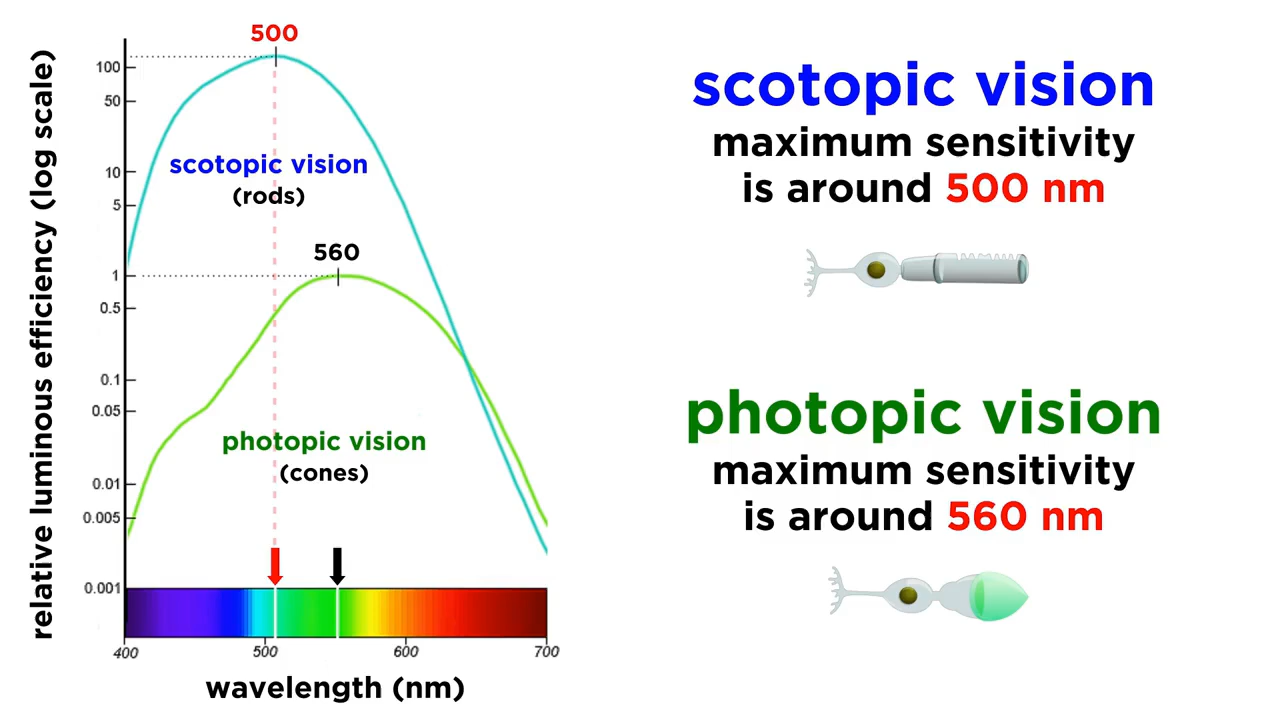 500
relative luminous efficiency (log scale)
100
50
10
5
1
0.5
0.1
0.05
0.01
0.005
0.001
scotopic vision
(rods)
560
photopic vision
(cones)
400
500
600
700
wavelength (nm)
scotopic vision
maximum sensitivity
is around 500 nm
photopic vision
maximum sensitivity
is around 560 nm